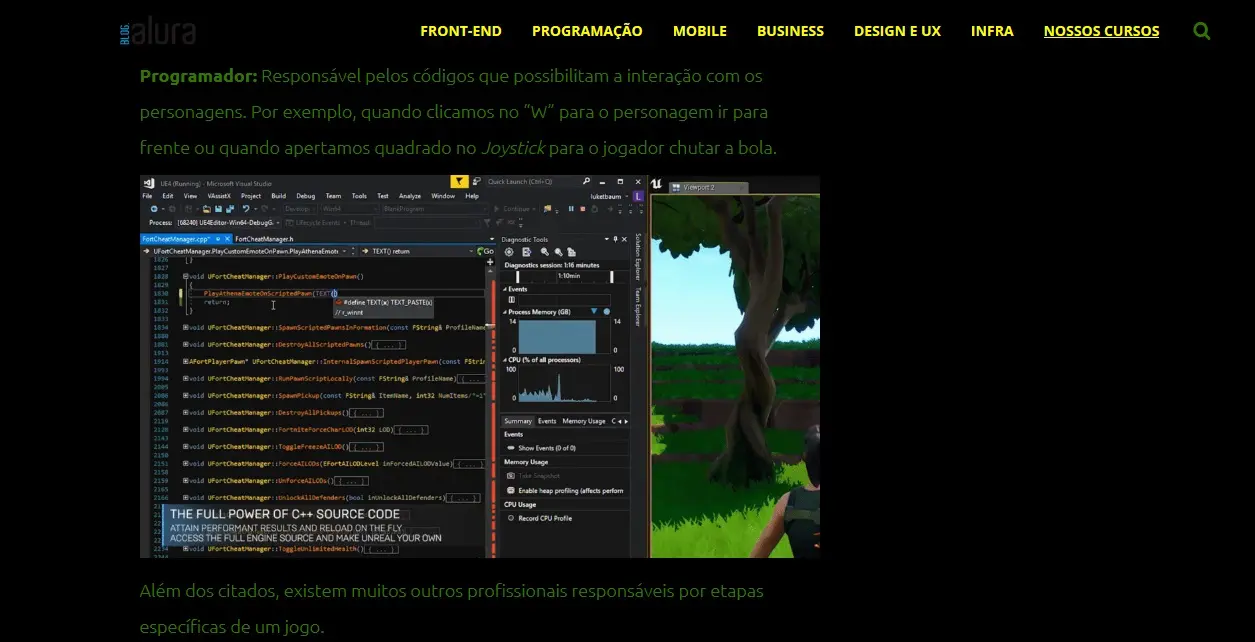 BLOG. alura
FRONT-END PROGRAMAÇÃO MOBILE BUSINESS DESIGN E UX INFRA NOSSOS CURSOS
Programador: Responsável pelos códigos que possibilitam a interação com os
personagens. Por exemplo, quando clicamos no “W” para o personagem ir para
frente ou quando apertamos quadrado no Joystick para o jogador chutar a bola.
UE4 (Running) - Microsoft Visual Studio
Quick Launch (Ctrl+Q)
File Edit View VAssistX Project Build Debug Team Tools Test Analyze Window Help
luketbaum L
Continue
Process: [68240] UE4Editor-Win64-DebugG
Lifecycle Events Thread:
FortCheatManager.cpp* FortCheatManager.h
UFortCheatManager.PlayCustomEmoteOnPawn.PlayAthenaEmote TEXT() return Go
1826 }
1827
1828 void UFortCheatManager::PlayCustomEmoteOnPawn()
1829 {
1830 PlayAthenaEmoteOnScriptedPawn(TEXT()
1831 return;
1832 }
#define TEXT(x) TEXT_PASTE(x)
// r_winnt
1833
1834 void UFortCheatManager::SpawnScriptedPawnsInFormation(const FString& ProfileName
void UFortCheatManager::DestroyAllScriptedPawns() { ... }
AFortPlayerPawn* UFortCheatManager::InternalSpawnScriptedPlayerPawn(const FStrin
1994 void UFortCheatManager::RunPawnScriptLocally(const FString& ProfileName) { ...
void UFortCheatManager::SpawnPickup(const FString& ItemName, int32 NumItems/*=1*
2087 void UFortCheatManager::DestroyAllPickups() { ... }
void UFortCheatManager::FortniteForceCharLOD(int32 LOD) { ... }
2144 void UFortCheatManager::ToggleFreezeAILOD() { ... }
2151 void UFortCheatManager::ForceAILODs(EFortAILODLevel inForcedAILODValue) { ...
2159 void UFortCheatManager::UnForceAILODs() { ... }
2166 void UFortCheatManager::UnlockAllDefenders(bool inUnlockAllDefenders) { ... }
THE FULL POWER OF C++ SOURCE CODE
ATTAIN PERFORMANT RESULTS AND RELOAD ON THE FLY.
ACCESS THE FULL ENGINE SOURCE AND MAKE UNREAL YOUR OWN
void UFortCheatManager::ToggleUnlimitedHealth() { ... }
Diagnostic Tools
Diagnostics session: 1:16 minutes
1:10min
Events
Process Memory (GB)
14 14
0 0
CPU (% of all processors)
100 100
0 0
Summary Events Memory Usage C
Events
Show Events (0 of 0)
Memory Usage
Take Snapshot
Enable heap profiling (affects perform
CPU Usage
Record CPU Profile
Solution Explorer
Team Explorer
Viewport 2
Além dos citados, existem muitos outros profissionais responsáveis por etapas
específicas de um jogo.